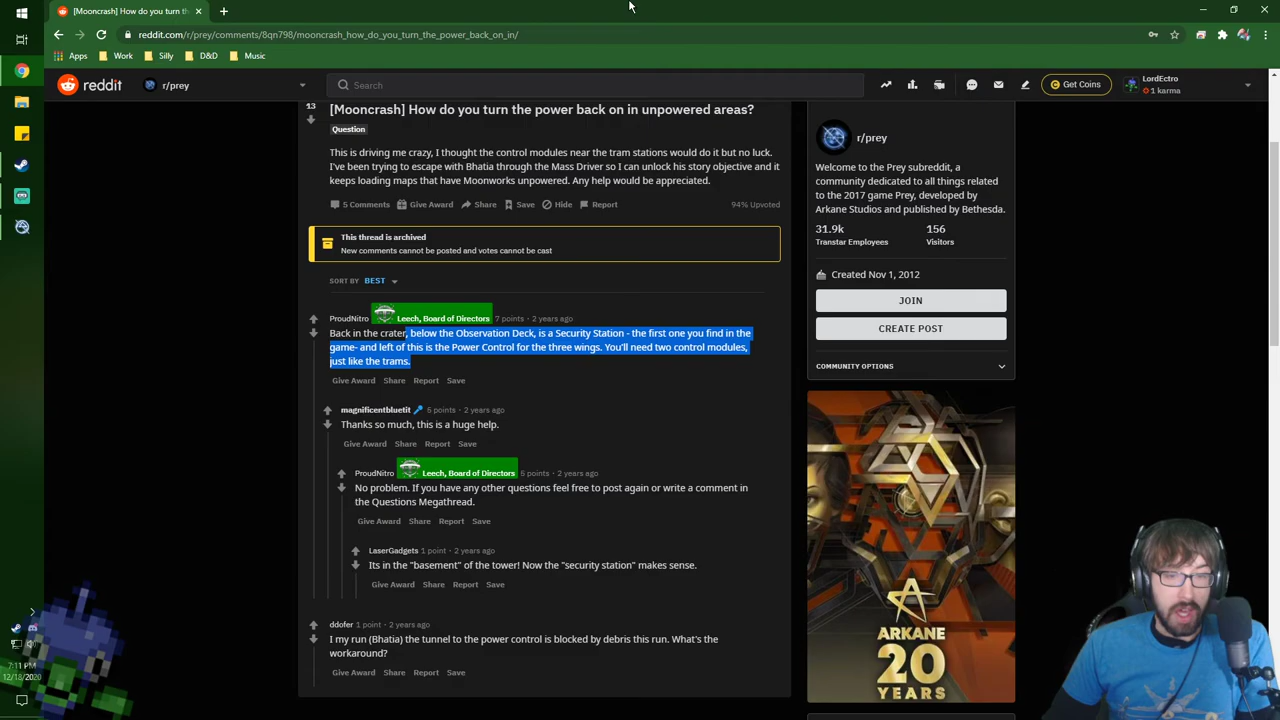 [Mooncrash] How do you turn th
reddit.com/r/prey/comments/8qn798/mooncrash_how_do_you_turn_the_power_back_on_in/
Apps Work Silly D&D Music
reddit r/prey Search Get Coins LordEctro
1 karma
13
[Mooncrash] How do you turn the power back on in unpowered areas?
Question
This is driving me crazy, I thought the control modules near the tram stations would do it but no luck.
I've been trying to escape with Bhatia through the Mass Driver so I can unlock his story objective and it
keeps loading maps that have Moonworks unpowered. Any help would be appreciated.
5 Comments Give Award Share Save Hide Report 94% Upvoted
This thread is archived
New comments cannot be posted and votes cannot be cast
SORT BY BEST
ProudNitro Leech, Board of Directors 7 points · 2 years ago
Back in the crater, below the Observation Deck, is a Security Station - the first one you find in the
game- and left of this is the Power Control for the three wings. You'll need two control modules,
just like the trams.
Give Award Share Report Save
magnificentbluetit 5 points · 2 years ago
Thanks so much, this is a huge help.
Give Award Share Report Save
ProudNitro Leech, Board of Directors 5 points · 2 years ago
No problem. If you have any other questions feel free to post again or write a comment in
the Questions Megathread.
Give Award Share Report Save
LaserGadgets 1 point · 2 years ago
Its in the "basement" of the tower! Now the "security station" makes sense.
Give Award Share Report Save
ddofer 1 point · 2 years ago
I my run (Bhatia) the tunnel to the power control is blocked by debris this run. What's the
workaround?
Give Award Share Report Save
r/prey
Welcome to the Prey subreddit, a
community dedicated to all things related
to the 2017 game Prey, developed by
Arkane Studios and published by Bethesda.
31.9k 156
Transtar Employees Visitors
Created Nov 1, 2012
JOIN
CREATE POST
COMMUNITY OPTIONS
ARKANE
20
YEARS
7:11 PM
12/18/2020